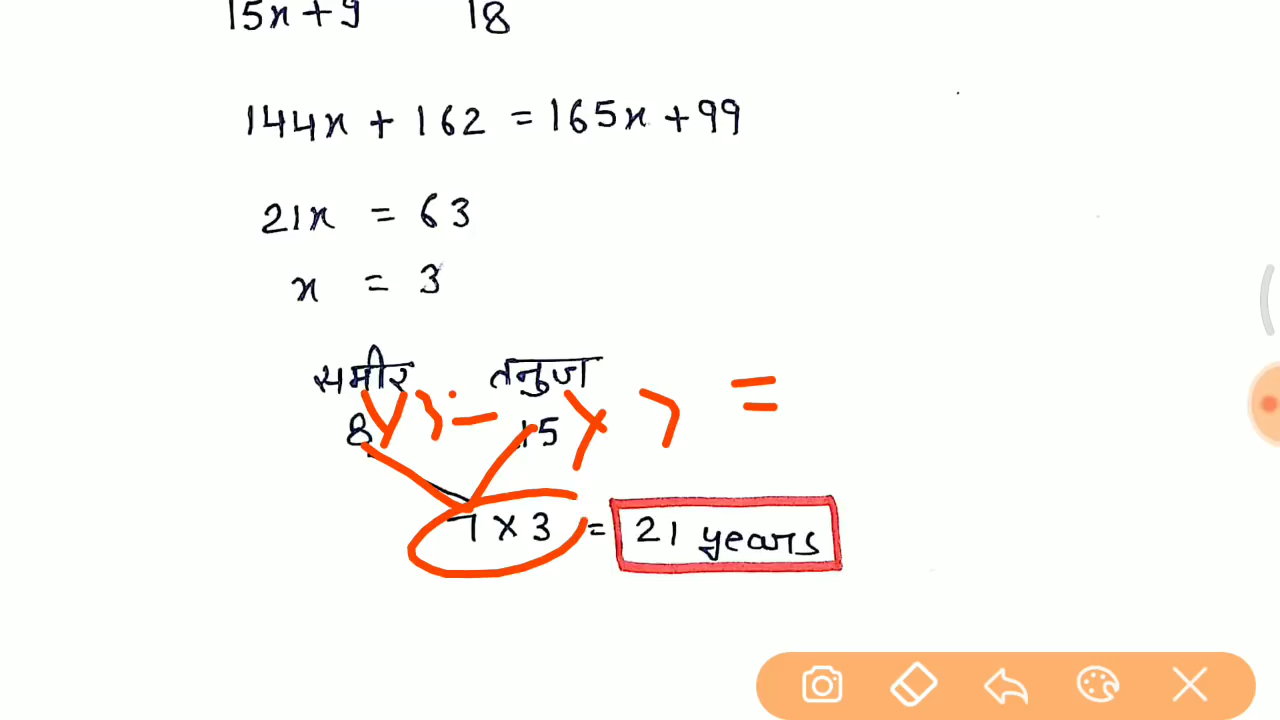 15x + 9 18
144x + 162 = 165x + 99
21x = 63
x = 3
समीर तनुज
8 15
7 x 3 = 21 years